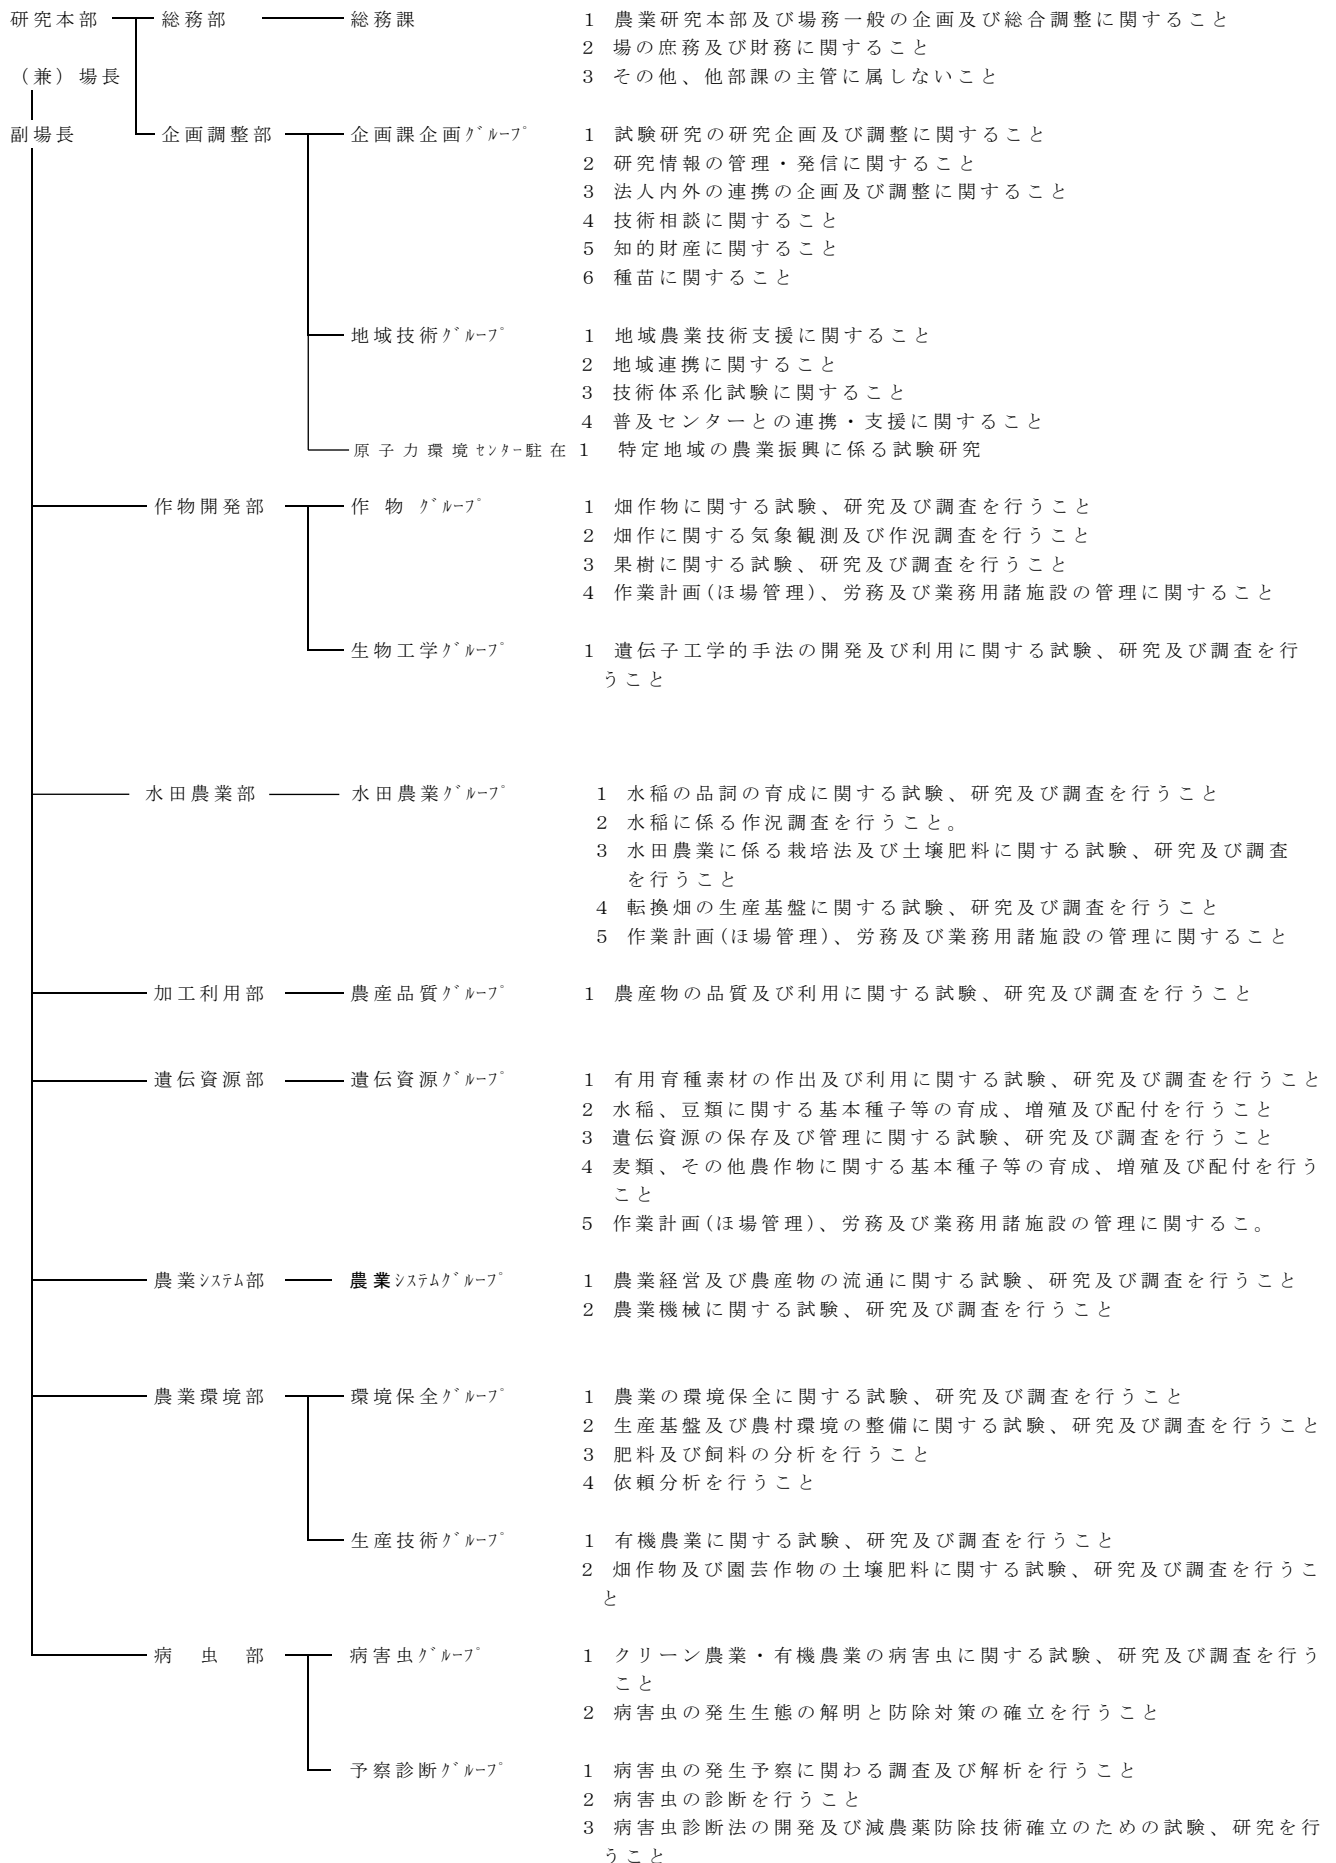 研究本部 総務部 総務課 1 農業研究本部及び場務一般の企画及び総合調整に関すること
2 場の庶務及び財務に関すること
（兼）場長 3 その他、他部課の主管に属しないこと
副場長 企画調整部 企画課企画ｸﾞﾙｰﾌﾟ 1 試験研究の研究企画及び調整に関すること
2 研究情報の管理・発信に関すること
3 法人内外の連携の企画及び調整に関すること
4 技術相談に関すること
5 知的財産に関すること
6 種苗に関すること
地域技術ｸﾞﾙｰﾌﾟ 1 地域農業技術支援に関すること
2 地域連携に関すること
3 技術体系化試験に関すること
4 普及センターとの連携・支援に関すること
原子力環境ｾﾝﾀｰ駐在 1 特定地域の農業振興に係る試験研究
作物開発部 作物 ｸﾞﾙｰﾌﾟ 1 畑作物に関する試験、研究及び調査を行うこと
2 畑作に関する気象観測及び作況調査を行うこと
3 果樹に関する試験、研究及び調査を行うこと
4 作業計画(ほ場管理)、労務及び業務用諸施設の管理に関すること
生物工学ｸﾞﾙｰﾌﾟ 1 遺伝子工学的手法の開発及び利用に関する試験、研究及び調査を行
うこと
水田農業部 水田農業ｸﾞﾙｰﾌﾟ 1 水稲の品詞の育成に関する試験、研究及び調査を行うこと
2 水稲に係る作況調査を行うこと。
3 水田農業に係る栽培法及び土壌肥料に関する試験、研究及び調査
を行うこと
4 転換畑の生産基盤に関する試験、研究及び調査を行うこと
5 作業計画(ほ場管理)、労務及び業務用諸施設の管理に関すること
加工利用部 農産品質ｸﾞﾙｰﾌﾟ 1 農産物の品質及び利用に関する試験、研究及び調査を行うこと
遺伝資源部 遺伝資源ｸﾞﾙｰﾌﾟ 1 有用育種素材の作出及び利用に関する試験、研究及び調査を行うこと
2 水稲、豆類に関する基本種子等の育成、増殖及び配付を行うこと
3 遺伝資源の保存及び管理に関する試験、研究及び調査を行うこと
4 麦類、その他農作物に関する基本種子等の育成、増殖及び配付を行う
こと
5 作業計画(ほ場管理)、労務及び業務用諸施設の管理に関するこ。
農業ｼｽﾃﾑ部 農業ｼｽﾃﾑｸﾞﾙｰﾌﾟ 1 農業経営及び農産物の流通に関する試験、研究及び調査を行うこと
2 農業機械に関する試験、研究及び調査を行うこと
農業環境部 環境保全ｸﾞﾙｰﾌﾟ 1 農業の環境保全に関する試験、研究及び調査を行うこと
2 生産基盤及び農村環境の整備に関する試験、研究及び調査を行うこと
3 肥料及び飼料の分析を行うこと
4 依頼分析を行うこと
生産技術ｸﾞﾙｰﾌﾟ 1 有機農業に関する試験、研究及び調査を行うこと
2 畑作物及び園芸作物の土壌肥料に関する試験、研究及び調査を行うこ
と
病 虫 部 病害虫ｸﾞﾙｰﾌﾟ 1 クリーン農業・有機農業の病害虫に関する試験、研究及び調査を行う
こと
2 病害虫の発生生態の解明と防除対策の確立を行うこと
予察診断ｸﾞﾙｰﾌﾟ 1 病害虫の発生予察に関わる調査及び解析を行うこと
2 病害虫の診断を行うこと
3 病害虫診断法の開発及び減農薬防除技術確立のための試験、研究を行
うこと